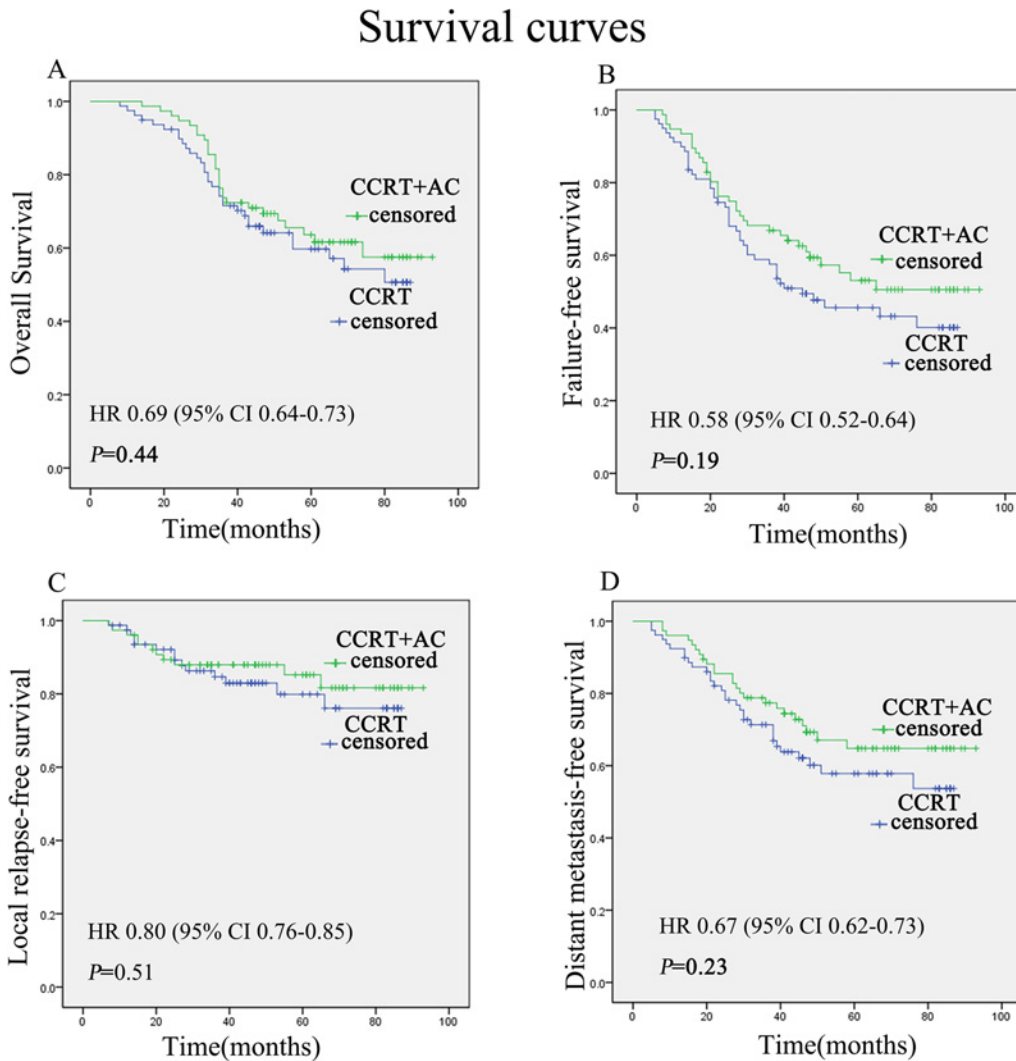 Survival curves
A
Overall Survival
1.0
0.8
0.6
0.4
0.2
0.0
CCRT+AC
censored
CCRT
censored
HR 0.69 (95% CI 0.64-0.73)
P=0.44
0 20 40 60 80 100
Time(months)
B
Failure-free survival
1.0
0.8
0.6
0.4
0.2
0.0
CCRT+AC
censored
CCRT
censored
HR 0.58 (95% CI 0.52-0.64)
P=0.19
0 20 40 60 80 100
Time(months)
C
Local relapse-free survival
1.0
0.8
0.6
0.4
0.2
0.0
CCRT+AC
censored
CCRT
censored
HR 0.80 (95% CI 0.76-0.85)
P=0.51
0 20 40 60 80 100
Time(months)
D
Distant metastasis-free survival
1.0
0.8
0.6
0.4
0.2
0.0
CCRT+AC
censored
CCRT
censored
HR 0.67 (95% CI 0.62-0.73)
P=0.23
0 20 40 60 80 100
Time(months)